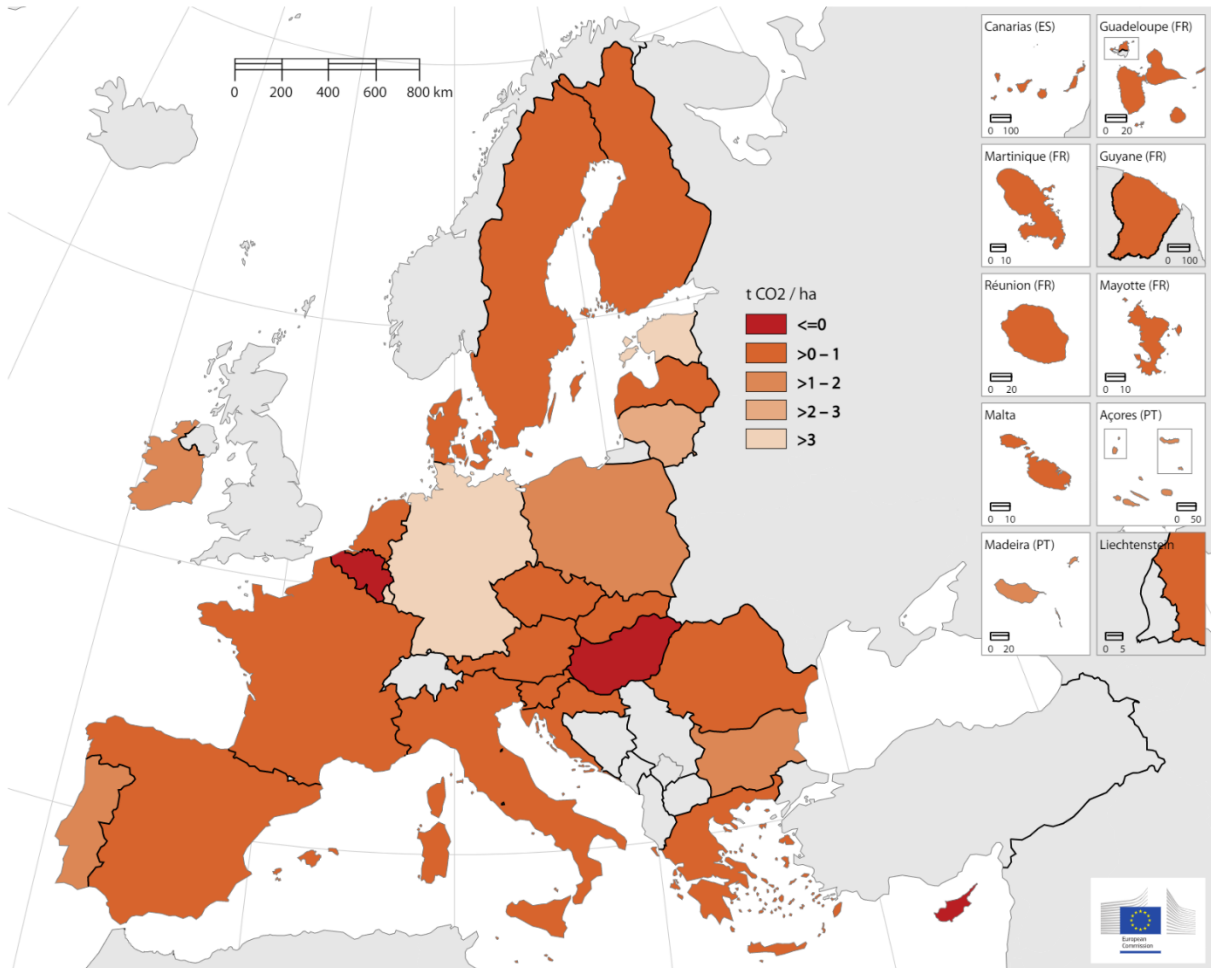 0 200 400 600 800 km
t CO2 / ha
<=0
>0 – 1
>1 – 2
>2 – 3
>3
Canarias (ES)
0 100
Guadeloupe (FR)
0 20
Martinique (FR)
0 10
Guyane (FR)
0 100
Réunion (FR)
0 20
Mayotte (FR)
0 10
Malta
0 10
Açores (PT)
0 50
Madeira (PT)
0 20
Liechtenstein
0 5
European
Commission